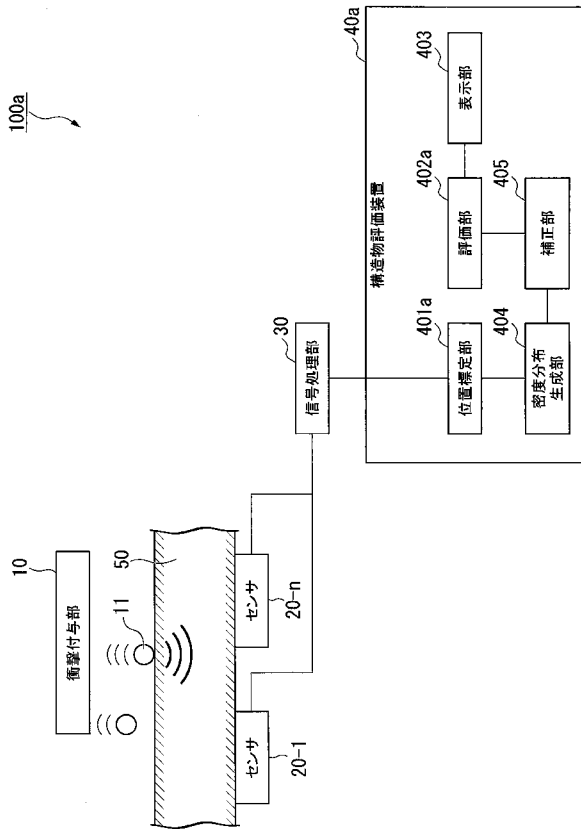 100a
10
衝撃付与部
11
50
センサ
20-1
センサ
20-n
30
信号処理部
40a
構造物評価装置
401a
位置標定部
402a
評価部
403
表示部
404
密度分布
生成部
405
補正部